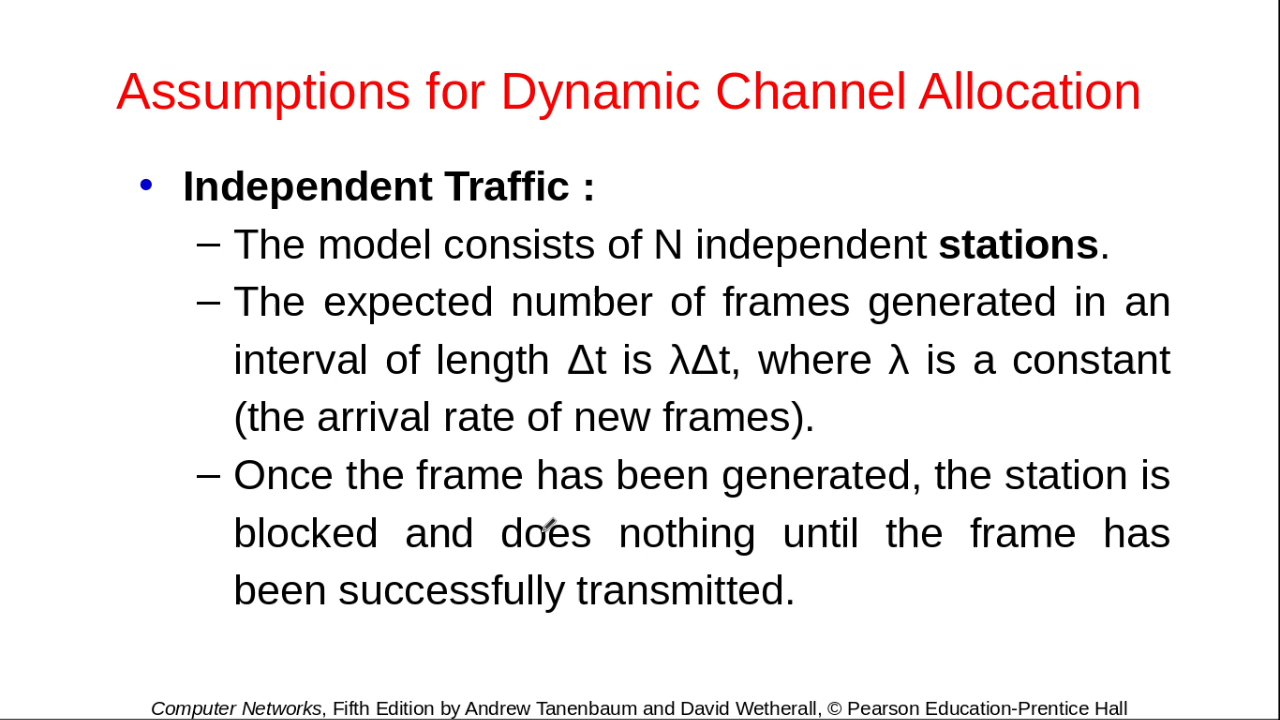 Assumptions for Dynamic Channel Allocation
• Independent Traffic :
– The model consists of N independent stations.
– The expected number of frames generated in an
interval of length Δt is λΔt, where λ is a constant
(the arrival rate of new frames).
– Once the frame has been generated, the station is
blocked and does nothing until the frame has
been successfully transmitted.
Computer Networks, Fifth Edition by Andrew Tanenbaum and David Wetherall, © Pearson Education-Prentice Hall